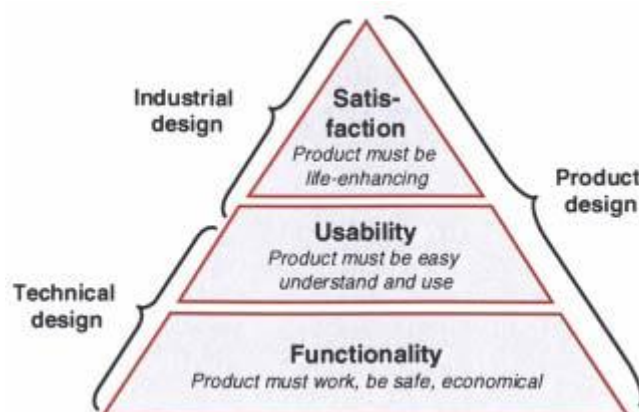 Industrial
design
Satis-
faction
Product must be
life-enhancing
Product
design
Usability
Product must be easy
understand and use
Technical
design
Functionality
Product must work, be safe, economical